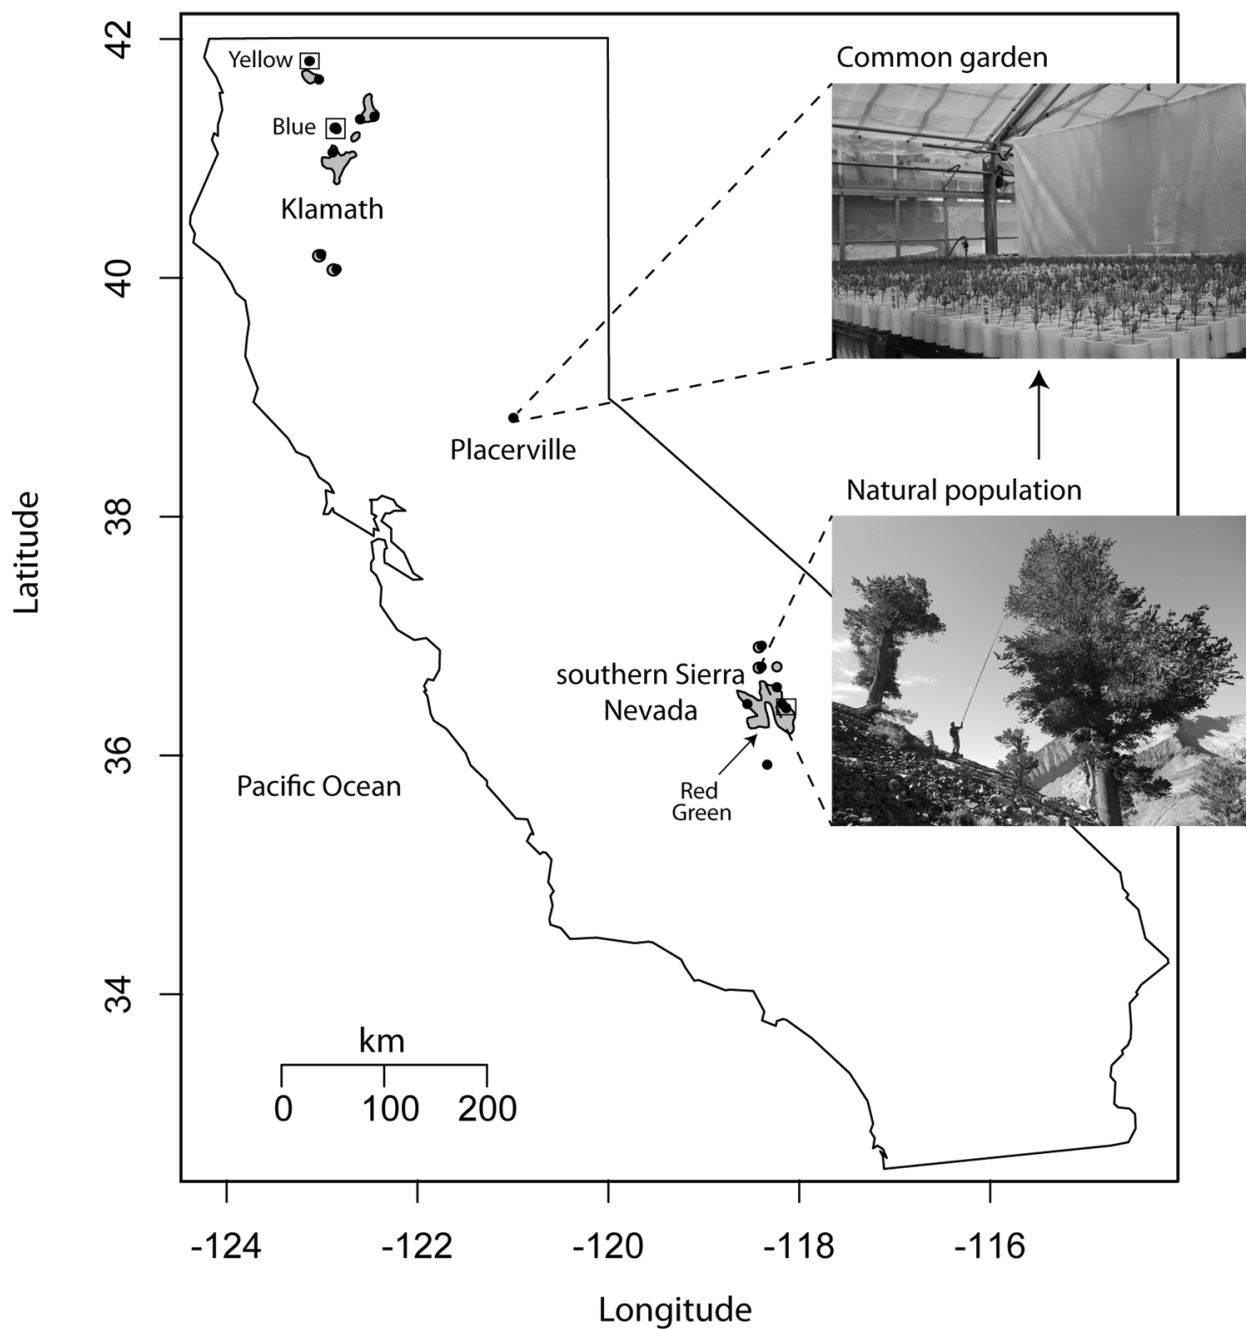 42
Yellow
Common garden
Blue
Klamath
40
Placerville
Natural population
38
Latitude
southern Sierra
Nevada
36
Pacific Ocean
Red
Green
34
km
0 100 200
-124 -122 -120 -118 -116
Longitude